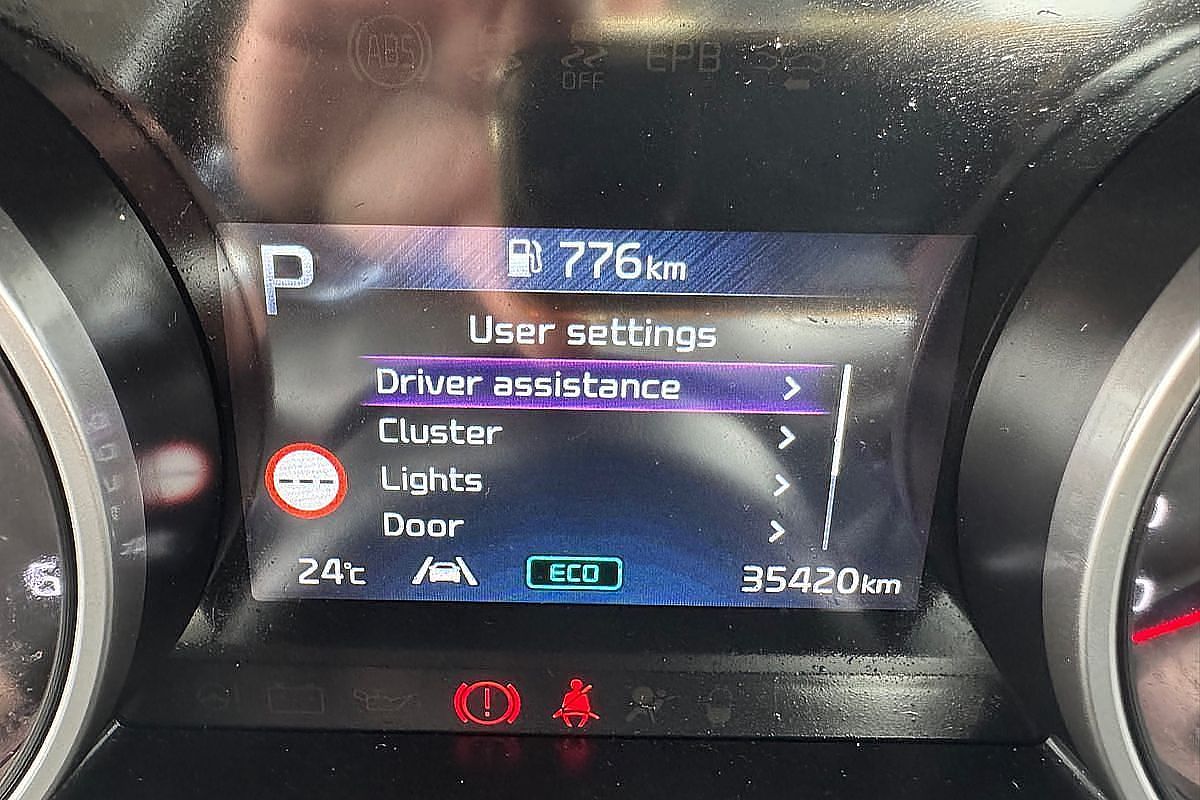 ABS
OFF
EPB
P
776km
User settings
Driver assistance
Cluster
Lights
Door
24℃
ECO
35420km